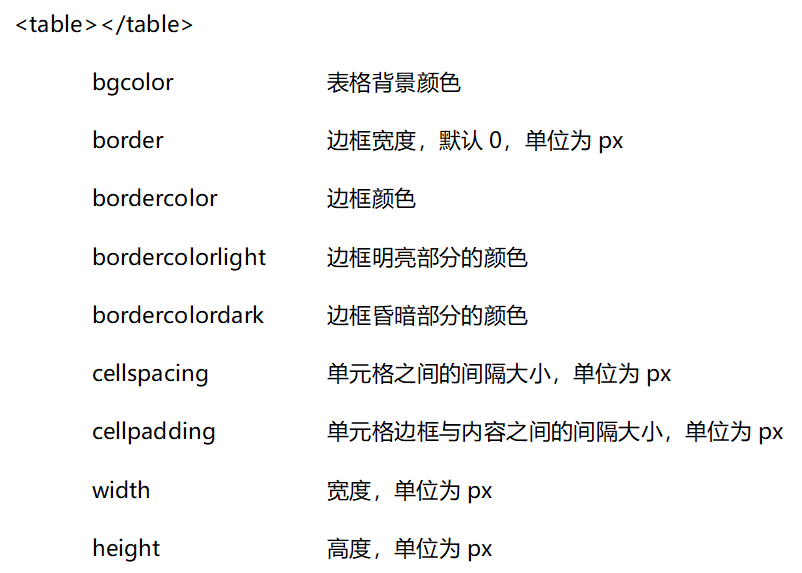 <table></table>
bgcolor 表格背景颜色
border 边框宽度，默认 0，单位为 px
bordercolor 边框颜色
bordercolorlight 边框明亮部分的颜色
bordercolordark 边框昏暗部分的颜色
cellspacing 单元格之间的间隔大小，单位为 px
cellpadding 单元格边框与内容之间的间隔大小，单位为 px
width 宽度，单位为 px
height 高度，单位为 px